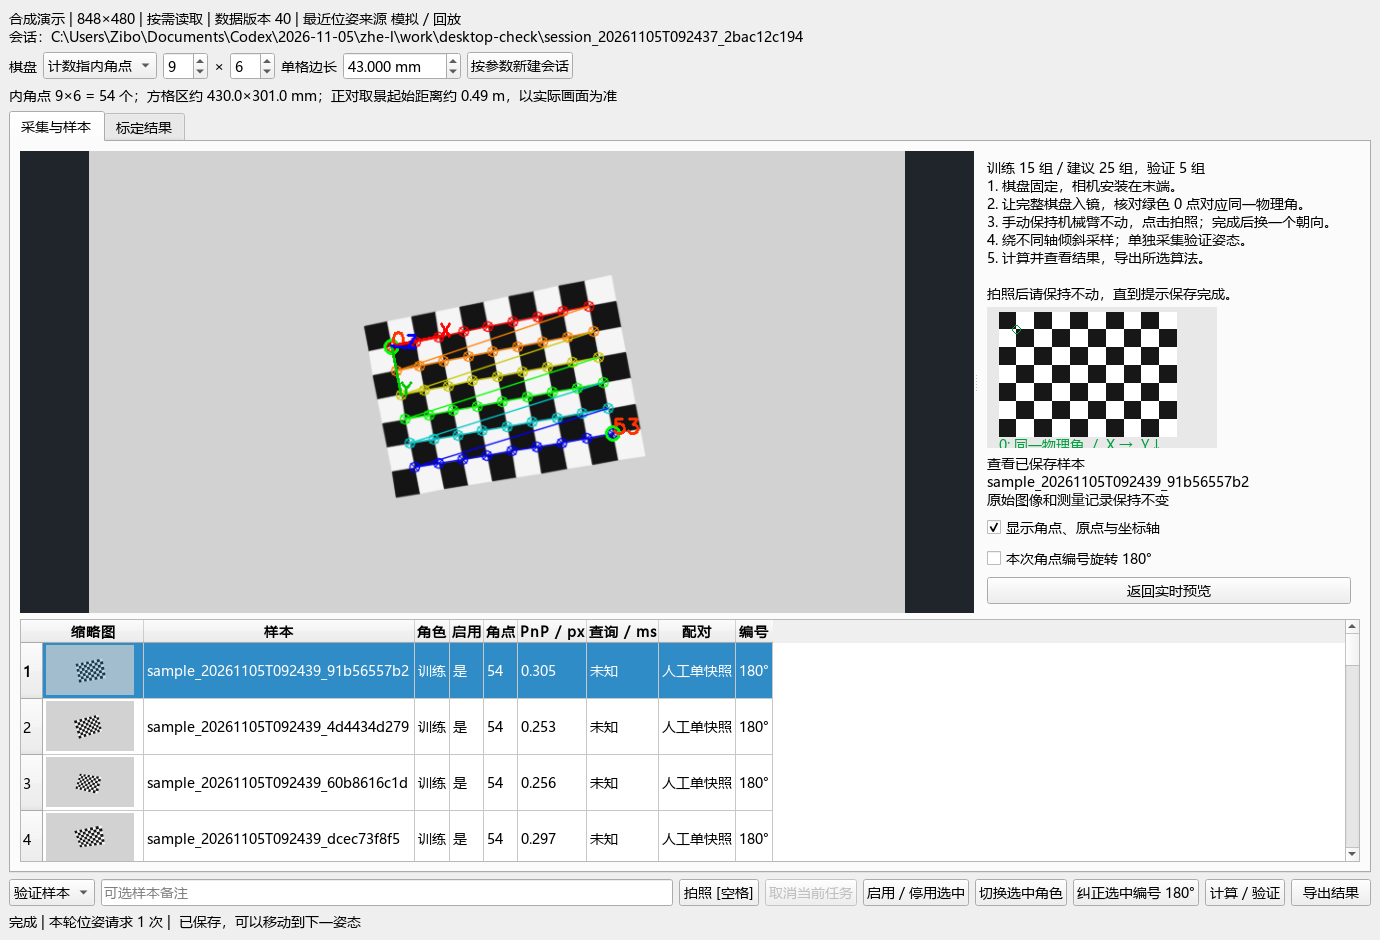 合成演示 | 848×480 | 按需读取 | 数据版本 40 | 最近位姿来源 模拟 / 回放
会话：C:\Users\Zibo\Documents\Codex\2026-11-05\zhe-l\work\desktop-check\session_20261105T092437_2bac12c194
棋盘 计数指内角点 9 × 6 单格边长 43.000 mm 按参数新建会话
内角点 9×6 = 54 个；方格区约 430.0×301.0 mm；正对取景起始距离约 0.49 m，以实际画面为准
采集与样本 标定结果
0 Z X
Y
53
训练 15 组 / 建议 25 组，验证 5 组
1. 棋盘固定，相机安装在末端。
2. 让完整棋盘入镜，核对绿色 0 点对应同一物理角。
3. 手动保持机械臂不动，点击拍照；完成后换一个朝向。
4. 绕不同轴倾斜采样；单独采集验证姿态。
5. 计算并查看结果，导出所选算法。
拍照后请保持不动，直到提示保存完成。
0: 同一物理角 / X → Y↓
查看已保存样本
sample_20261105T092439_91b56557b2
原始图像和测量记录保持不变
显示角点、原点与坐标轴
本次角点编号旋转 180°
返回实时预览
缩略图 样本 角色 启用 角点 PnP / px 查询 / ms 配对 编号
1 sample_20261105T092439_91b56557b2 训练 是 54 0.305 未知 人工单快照 180°
2 sample_20261105T092439_4d4434d279 训练 是 54 0.253 未知 人工单快照 180°
3 sample_20261105T092439_60b8616c1d 训练 是 54 0.256 未知 人工单快照 180°
4 sample_20261105T092439_dcec73f8f5 训练 是 54 0.297 未知 人工单快照 180°
验证样本 可选样本备注 拍照 [空格] 取消当前任务 启用 / 停用选中 切换选中角色 纠正选中编号 180° 计算 / 验证 导出结果
完成 | 本轮位姿请求 1 次 | 已保存，可以移动到下一姿态